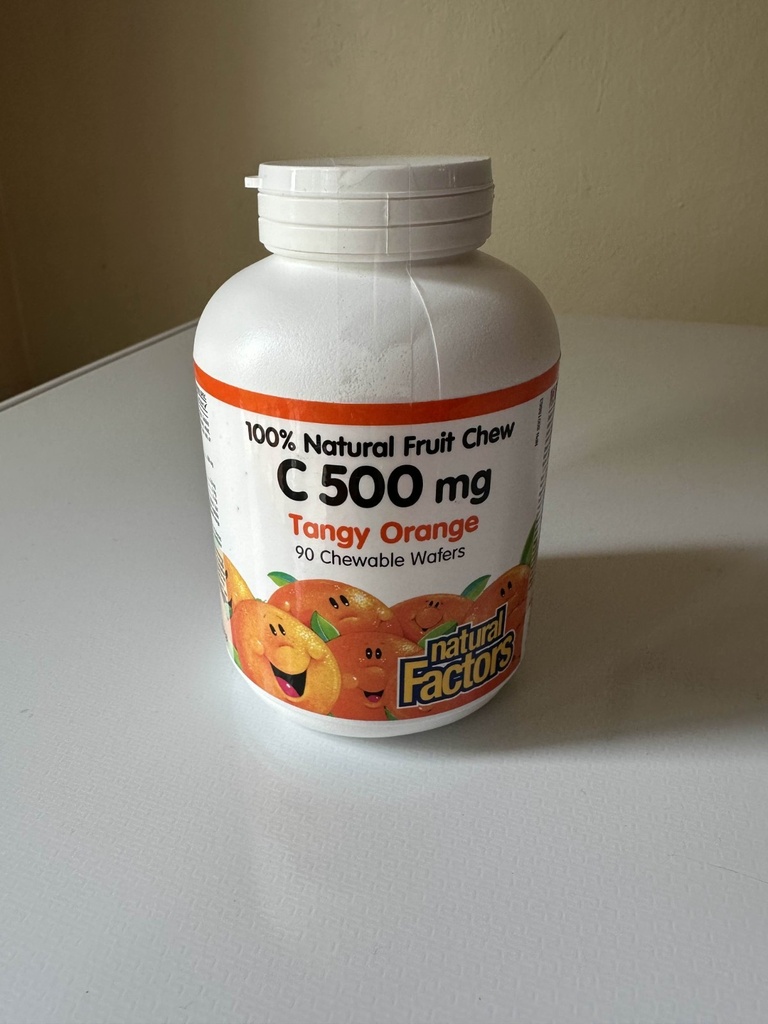 100% Natural Fruit Chew
C 500 mg
Tangy Orange
90 Chewable Wafers
natural
Factors